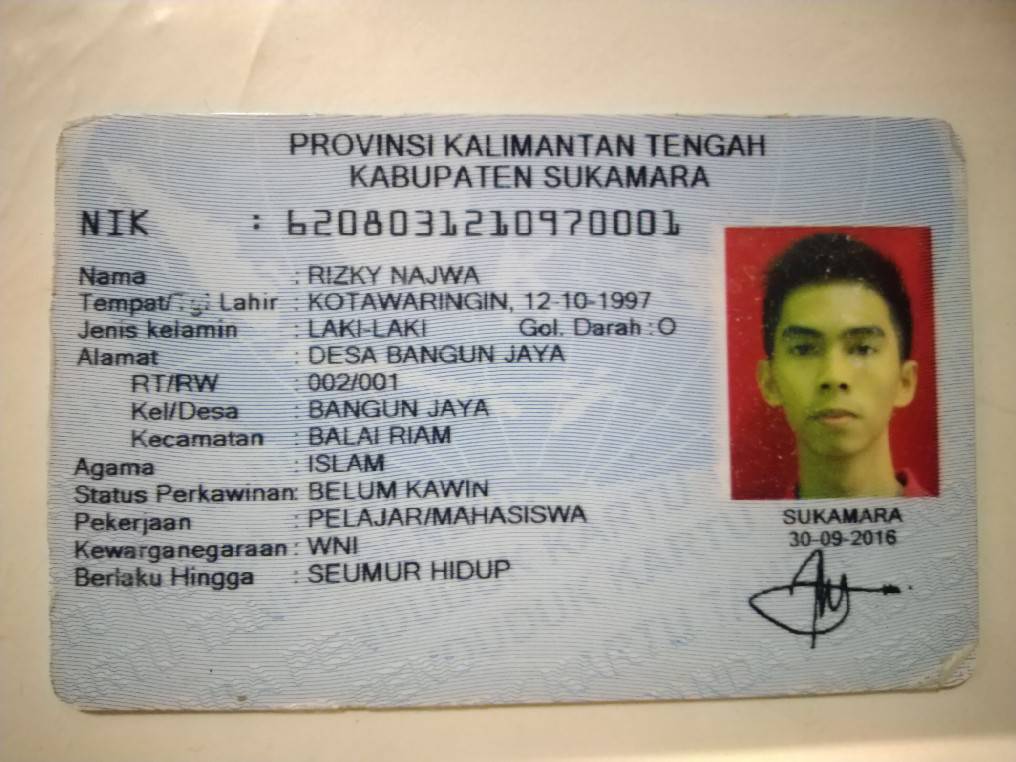 PROVINSI KALIMANTAN TENGAH
KABUPATEN SUKAMARA
NIK : 6208031210970001
Nama : RIZKY NAJWA
Tempat/Tgl Lahir : KOTAWARINGIN, 12-10-1997
Jenis kelamin : LAKI-LAKI Gol. Darah : O
Alamat : DESA BANGUN JAYA
RT/RW : 002/001
Kel/Desa : BANGUN JAYA
Kecamatan : BALAI RIAM
Agama : ISLAM
Status Perkawinan: BELUM KAWIN
Pekerjaan : PELAJAR/MAHASISWA
Kewarganegaraan : WNI
Berlaku Hingga : SEUMUR HIDUP
SUKAMARA
30-09-2016